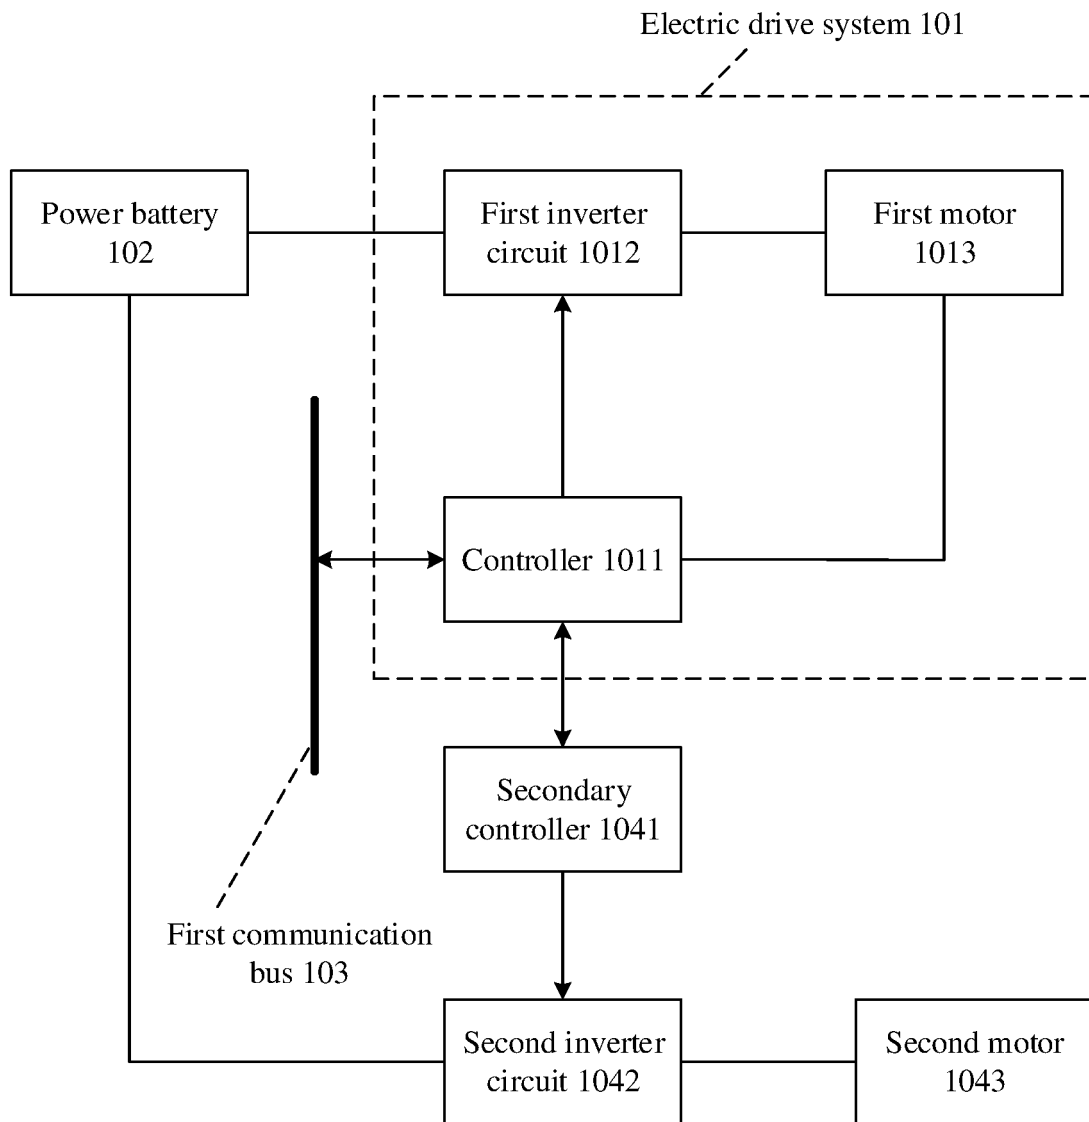 Electric drive system 101
Power battery
102
First inverter
circuit 1012
First motor
1013
Controller 1011
Secondary
controller 1041
First communication
bus 103
Second inverter
circuit 1042
Second motor
1043